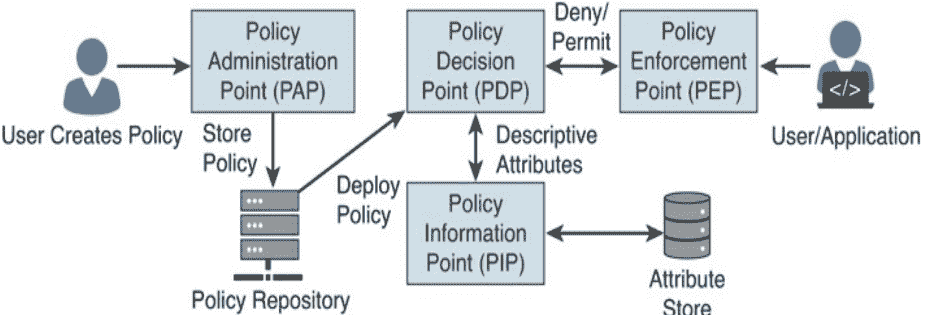 Policy
Administration
Point (PAP)
Policy
Decision
Point (PDP)
Deny/
Permit
Policy
Enforcement
Point (PEP)
</>
User Creates Policy
Store
Policy
Descriptive
Attributes
User/Application
Deploy
Policy
Policy
Information
Point (PIP)
Policy Repository
Attribute
Store